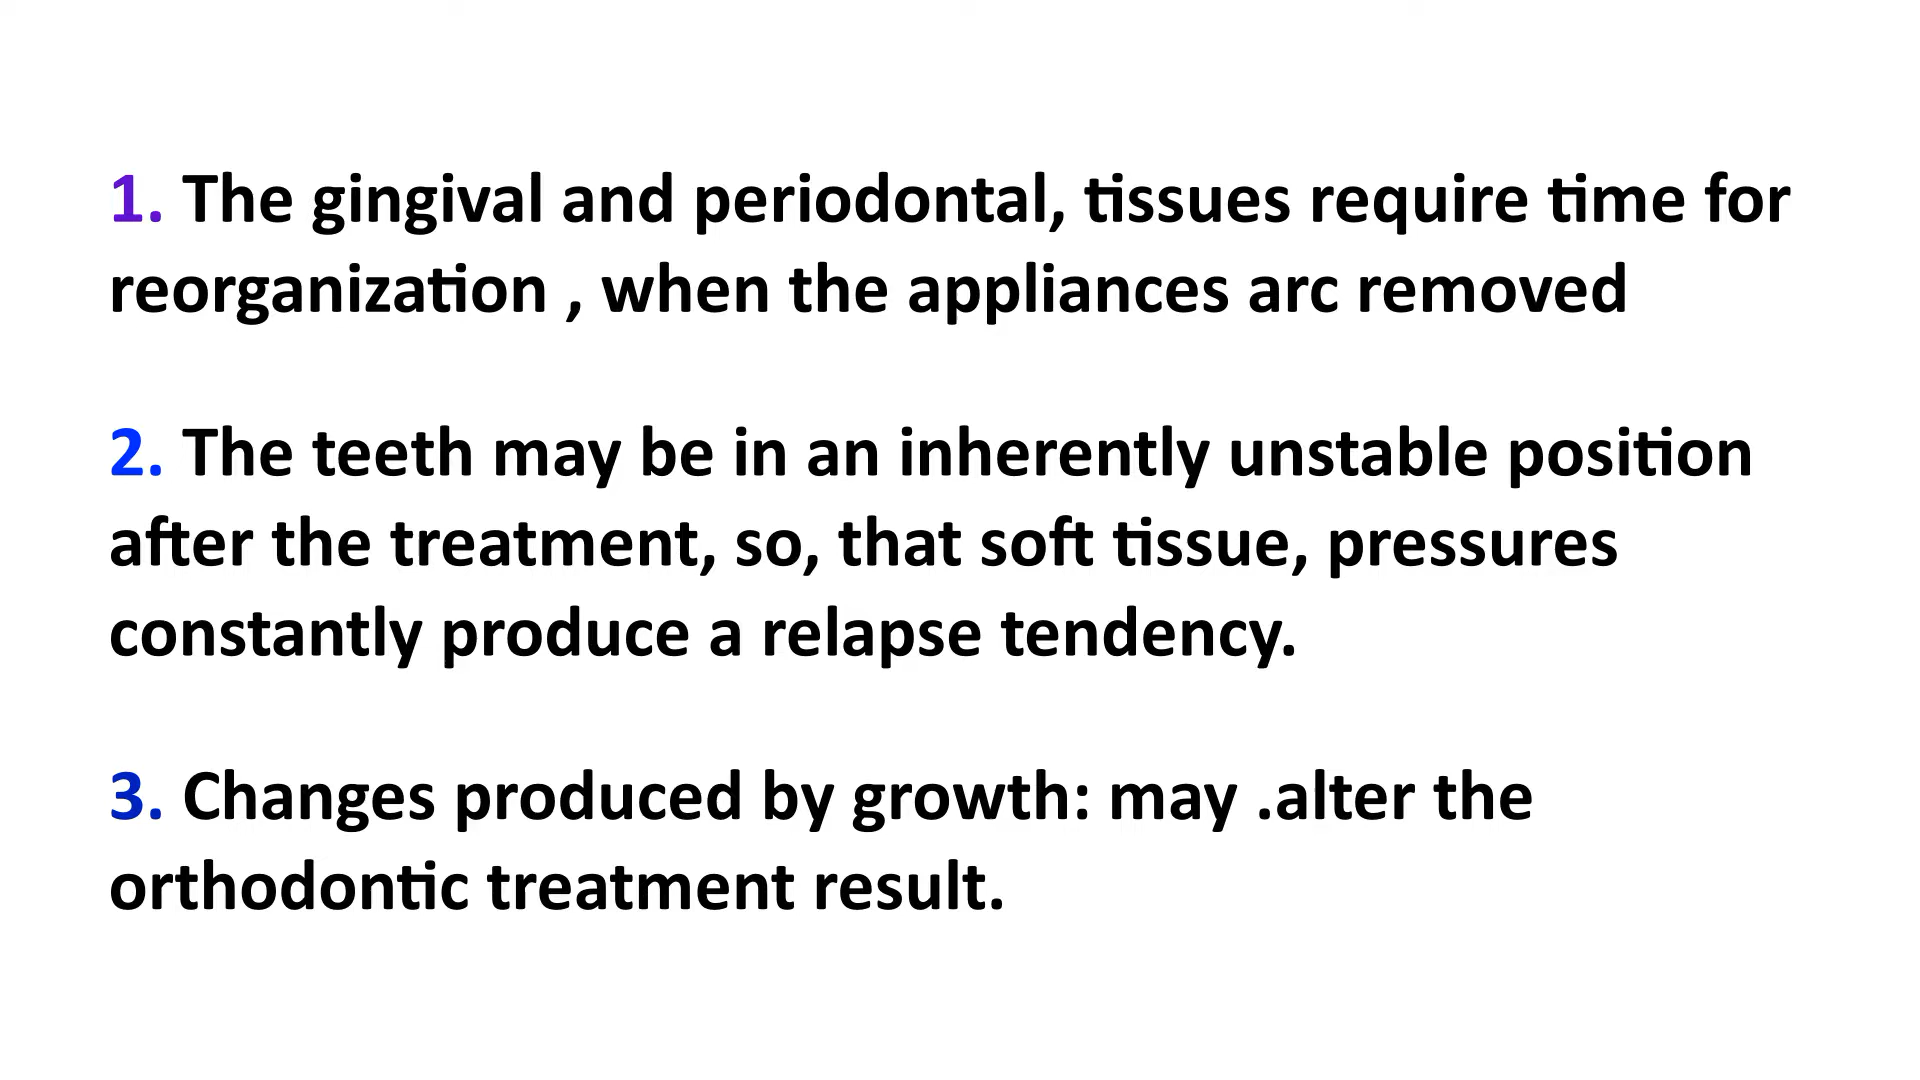 1. The gingival and periodontal, tissues require time for
reorganization , when the appliances arc removed
2. The teeth may be in an inherently unstable position
after the treatment, so, that soft tissue, pressures
constantly produce a relapse tendency.
3. Changes produced by growth: may .alter the
orthodontic treatment result.